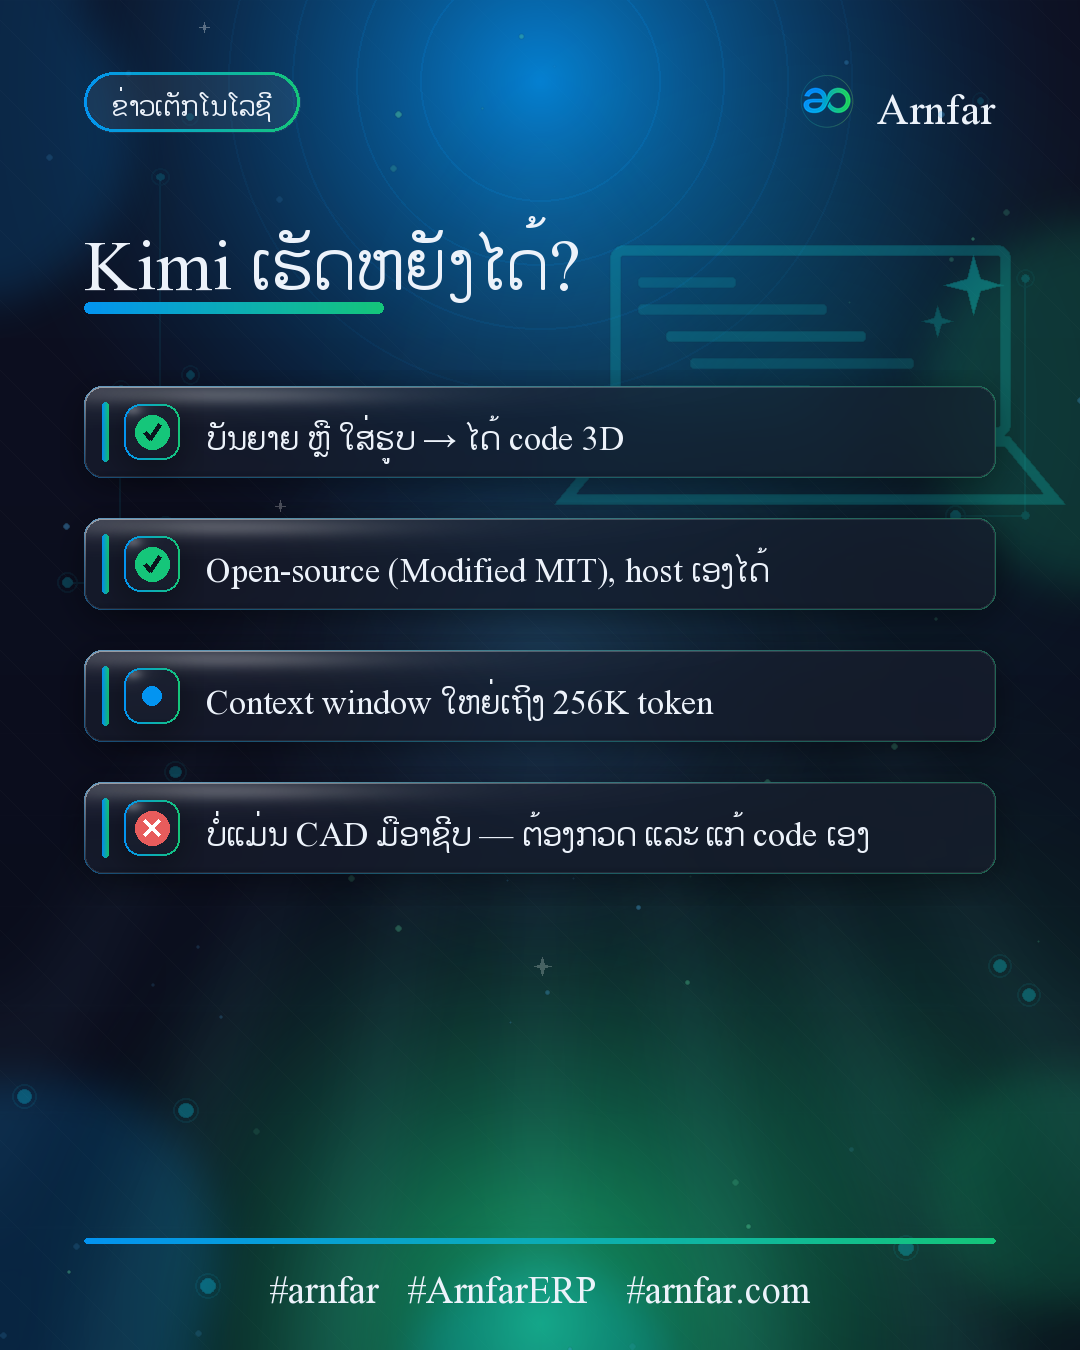 ຂ່າວເຕັກໂນໂລຊີ
Arnfar
Kimi ເຮັດຫຍັງໄດ້?
ບັນຍາຍ ຫຼື ໃສ່ຮູບ → ໄດ້ code 3D
Open-source (Modified MIT), host ເອງໄດ້
Context window ໃຫຍ່ເຖິງ 256K token
ບໍ່ແມ່ນ CAD ມືອາຊີບ — ຕ້ອງກວດ ແລະ ແກ້ code ເອງ
#arnfar #ArnfarERP #arnfar.com